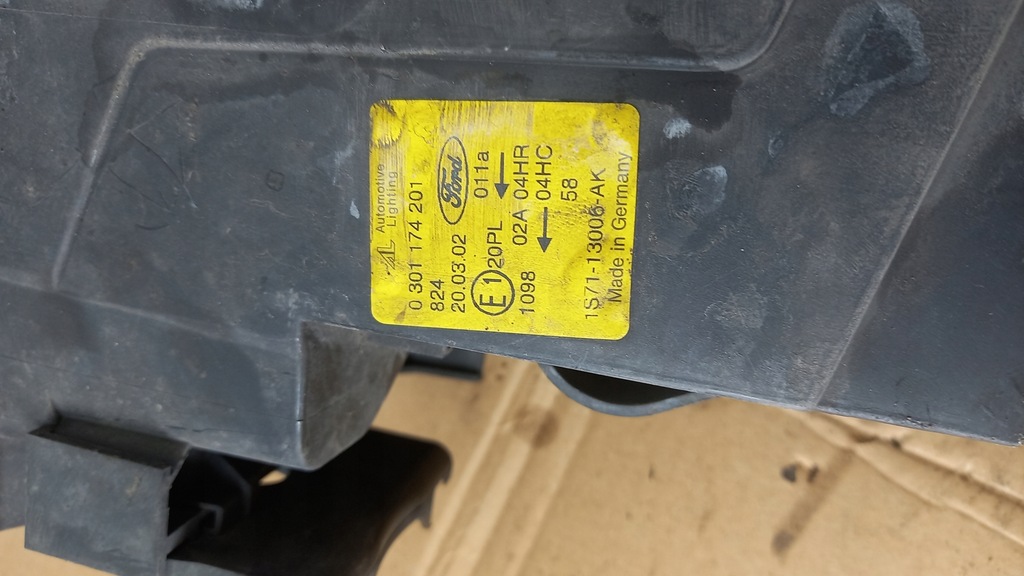 AL Automotive
Lighting
0 301 174 201
824
20.03.02 Ford
E1 20PL 011a
1098 02A 04HR
04HC
58
1S71-13006-AK
Made in Germany